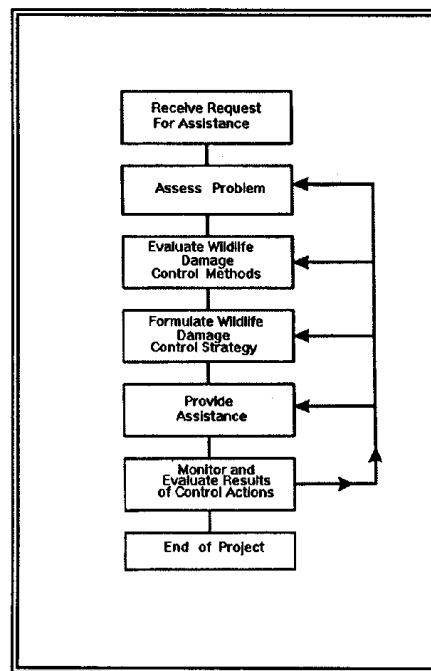 Receive Request
For Assistance
Assess Problem
Evaluate Wildlife
Damage
Control Methods
Formulate Wildlife
Damage
Control Strategy
Provide
Assistance
Monitor and
Evaluate Results
of Control Actions
End of Project